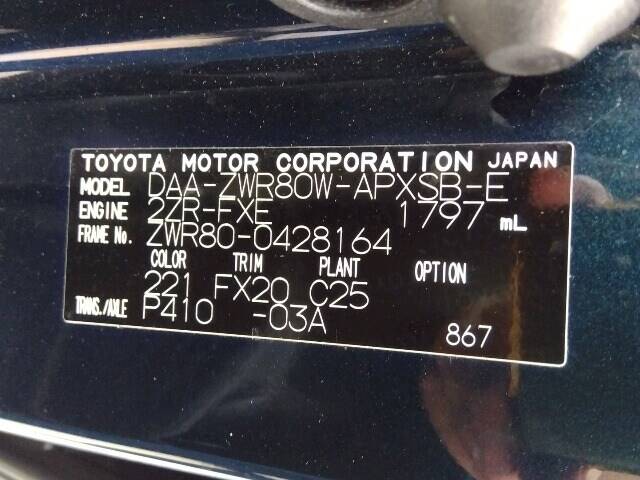 TOYOTA MOTOR CORPORATION JAPAN
MODEL DAA-ZWR80W-APXSB-E
ENGINE 2ZR-FXE 1797 mL
FRAME No. ZWR80-0428164
COLOR TRIM PLANT OPTION
221 FX20 C25
TRANS./AXLE P410 -03A
867